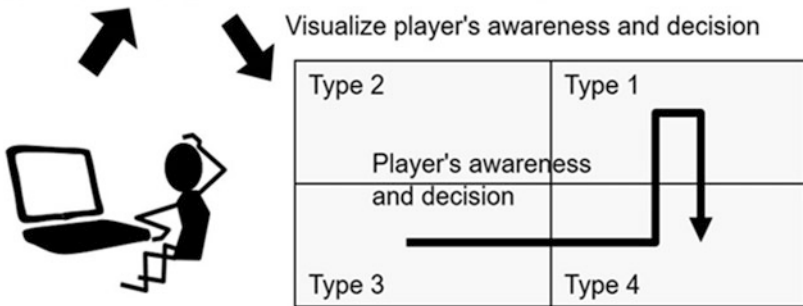 Visualize player's awareness and decision
Type 2
Type 1
Player's awareness
and decision
Type 3
Type 4